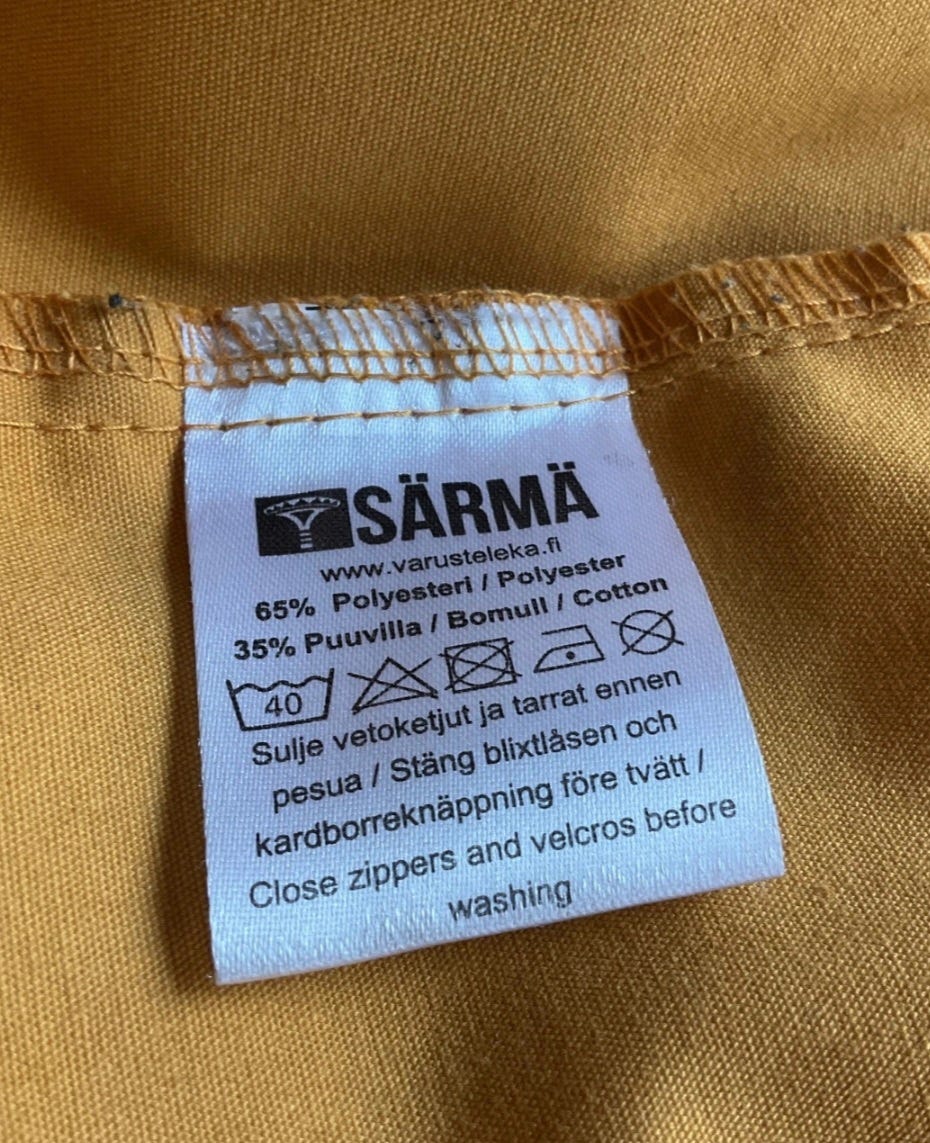 SÄRMÄ
www.varusteleka.fi
65% Polyesteri / Polyester
35% Puuvilla / Bomull / Cotton
40
Sulje vetoketjut ja tarrat ennen
pesua / Stäng blixtlåsen och
kardborreknäppning före tvätt /
Close zippers and velcros before
washing